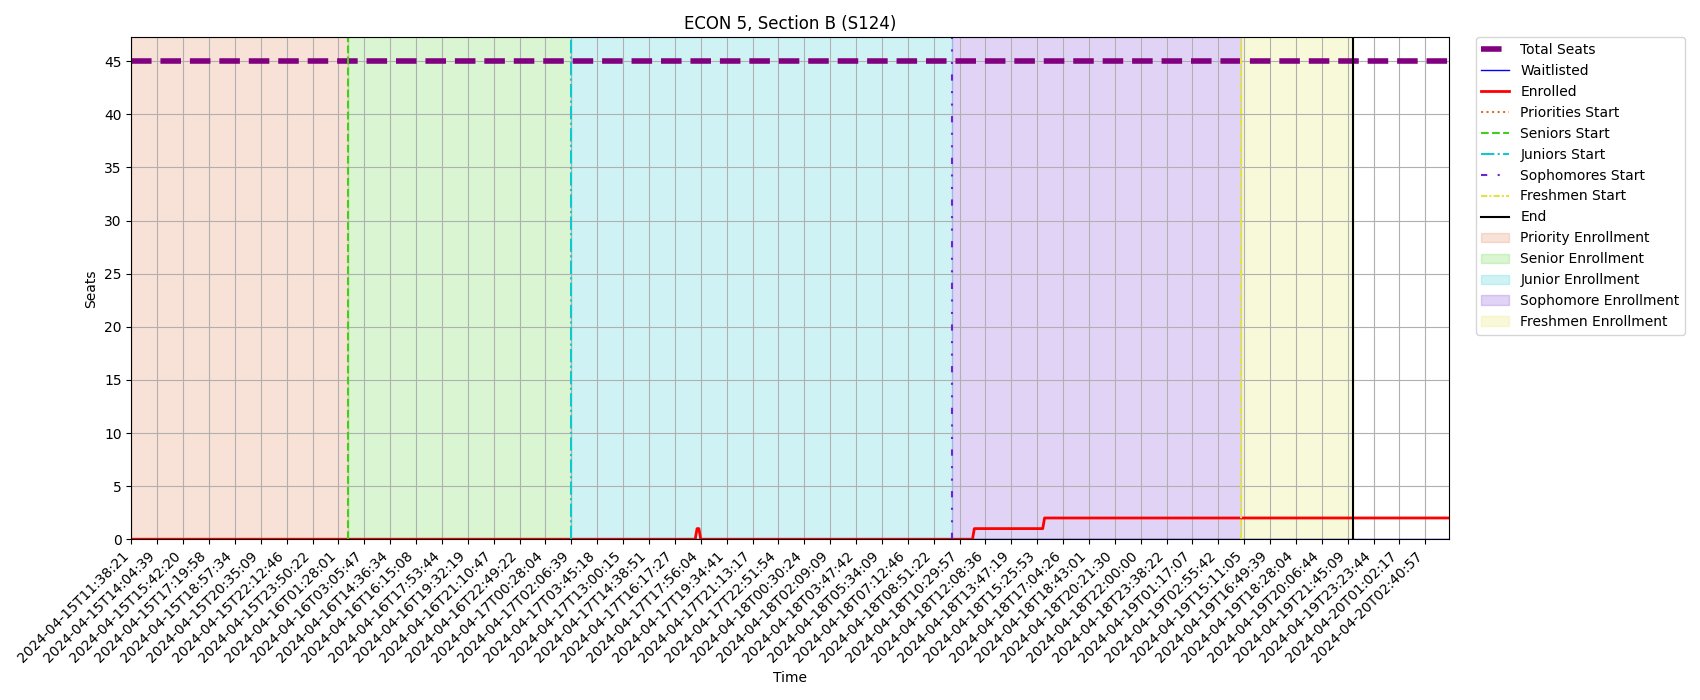 ECON 5, Section B (S124)
Total Seats
Waitlisted
Enrolled
Priorities Start
Seniors Start
Juniors Start
Sophomores Start
Freshmen Start
End
Priority Enrollment
Senior Enrollment
Junior Enrollment
Sophomore Enrollment
Freshmen Enrollment
Seats
45
40
35
30
25
20
15
10
5
0
2024-04-15T11:38:21
2024-04-15T14:04:39
2024-04-15T15:42:20
2024-04-15T17:19:58
2024-04-15T18:57:34
2024-04-15T20:35:09
2024-04-15T22:12:46
2024-04-15T23:50:22
2024-04-16T01:28:01
2024-04-16T03:05:47
2024-04-16T14:36:34
2024-04-16T16:15:08
2024-04-16T17:53:44
2024-04-16T19:32:19
2024-04-16T21:10:47
2024-04-16T22:49:22
2024-04-17T00:28:04
2024-04-17T02:06:39
2024-04-17T03:45:18
2024-04-17T13:00:15
2024-04-17T14:38:51
2024-04-17T16:17:27
2024-04-17T17:56:04
2024-04-17T19:34:41
2024-04-17T21:13:17
2024-04-17T22:51:54
2024-04-18T00:30:24
2024-04-18T02:09:09
2024-04-18T03:47:42
2024-04-18T05:34:09
2024-04-18T07:12:46
2024-04-18T08:51:22
2024-04-18T10:29:57
2024-04-18T12:08:36
2024-04-18T13:47:19
2024-04-18T15:25:53
2024-04-18T17:04:26
2024-04-18T18:43:01
2024-04-18T20:21:30
2024-04-18T22:00:00
2024-04-18T23:38:22
2024-04-19T01:17:07
2024-04-19T02:55:42
2024-04-19T15:11:05
2024-04-19T16:49:39
2024-04-19T18:28:04
2024-04-19T20:06:44
2024-04-19T21:45:09
2024-04-19T23:23:44
2024-04-20T01:02:17
2024-04-20T02:40:57
Time